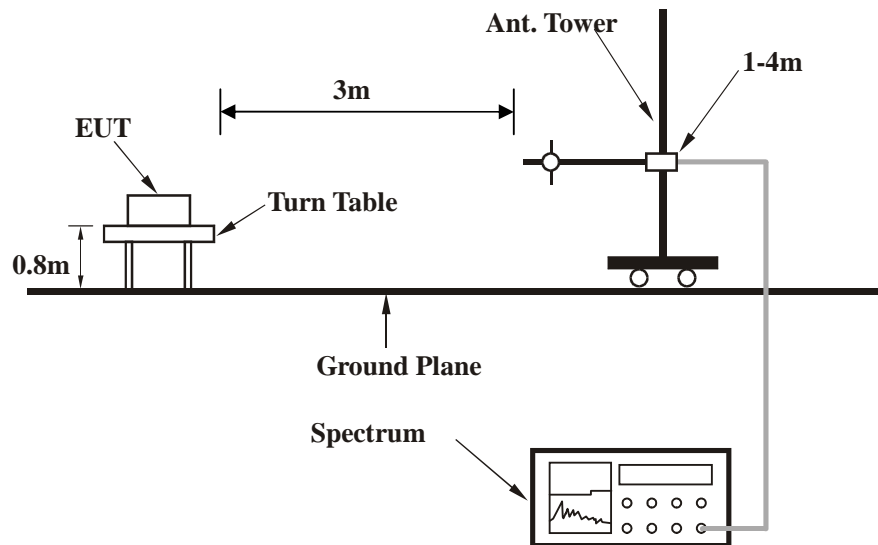 Ant. Tower
1-4m
3m
EUT
Turn Table
0.8m
Ground Plane
Spectrum